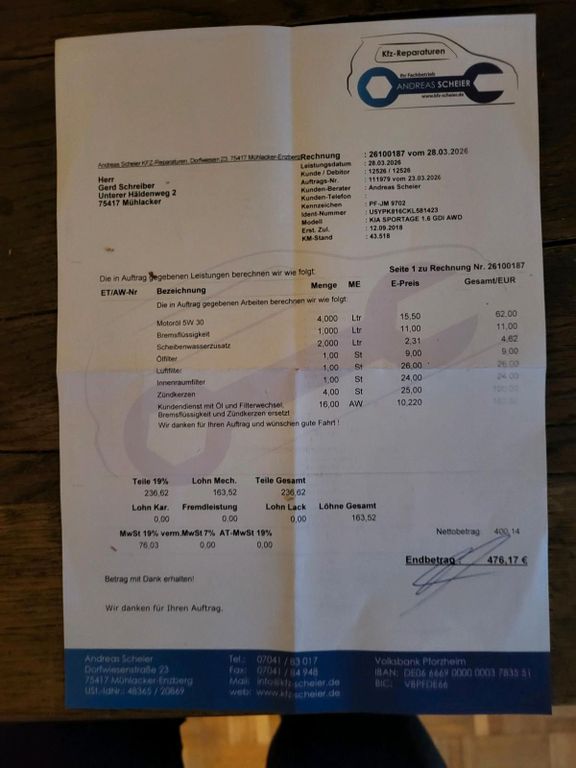 Kfz-Reparaturen
Ihr Fachbetrieb
ANDREAS SCHEIER
www.kfz-scheier.de
Andreas Scheier KFZ-Reparaturen, Dorfwiesen 23, 75417 Mühlacker-Enzberg
Herr
Gerd Schreiber
Unterer Häldenweg 2
75417 Mühlacker
Rechnung : 26100187 vom 28.03.2026
Leistungsdatum : 28.03.2026
Kunde / Debitor : 12526 / 12526
Auftrags-Nr. : 111979 vom 23.03.2026
Kunden-Berater : Andreas Scheier
Kunden-Telefon :
Kennzeichen : PF-JM 9702
Ident-Nummer : U5YPK816CKL581423
Modell : KIA SPORTAGE 1.6 GDI AWD
Erst. Zul. : 12.09.2018
KM-Stand : 43.518
Die in Auftrag gegebenen Leistungen berechnen wir wie folgt:
Seite 1 zu Rechnung Nr. 26100187
ET/AW-Nr Bezeichnung Menge ME E-Preis Gesamt/EUR
Die in Auftrag gegebenen Arbeiten berechnen wir wie folgt:
Motoröl 5W 30 4,000 Ltr 15,50 62,00
Bremsflüssigkeit 1,000 Ltr 11,00 11,00
Scheibenwasserzusatz 2,000 Ltr 2,31 4,62
Ölfilter 1,00 St 9,00 9,00
Luftfilter 1,00 St 26,00 26,00
Innenraumfilter 1,00 St 24,00 24,00
Zündkerzen 4,00 St 25,00 100,00
Kundendienst mit Öl und Filterwechsel, 16,00 AW 10,220
Bremsflüssigkeit und Zündkerzen ersetzt
Wir danken für Ihren Auftrag und wünschen gute Fahrt !
Teile 19% Lohn Mech. Teile Gesamt
236,62 163,52 236,62
Lohn Kar. Fremdleistung Lohn Lack Löhne Gesamt
0,00 0,00 0,00 163,52
MwSt 19% verm.MwSt 7% AT-MwSt 19%
76,03 0,00 0,00
Nettobetrag 400,14
Endbetrag : 476,17 €
Betrag mit Dank erhalten!
Wir danken für Ihren Auftrag.
Andreas Scheier
Dorfwiesenstraße 23
75417 Mühlacker-Enzberg
USt.-IdNr.: 48365 / 20869
Tel.: 07041 / 83 017
Fax: 07041 / 84 948
Mail: info@kfz-scheier.de
web: www.kfz-scheier.de
Volksbank Pforzheim
IBAN: DE06 6669 0000 0003 7835 51
BIC: VBPFDE66